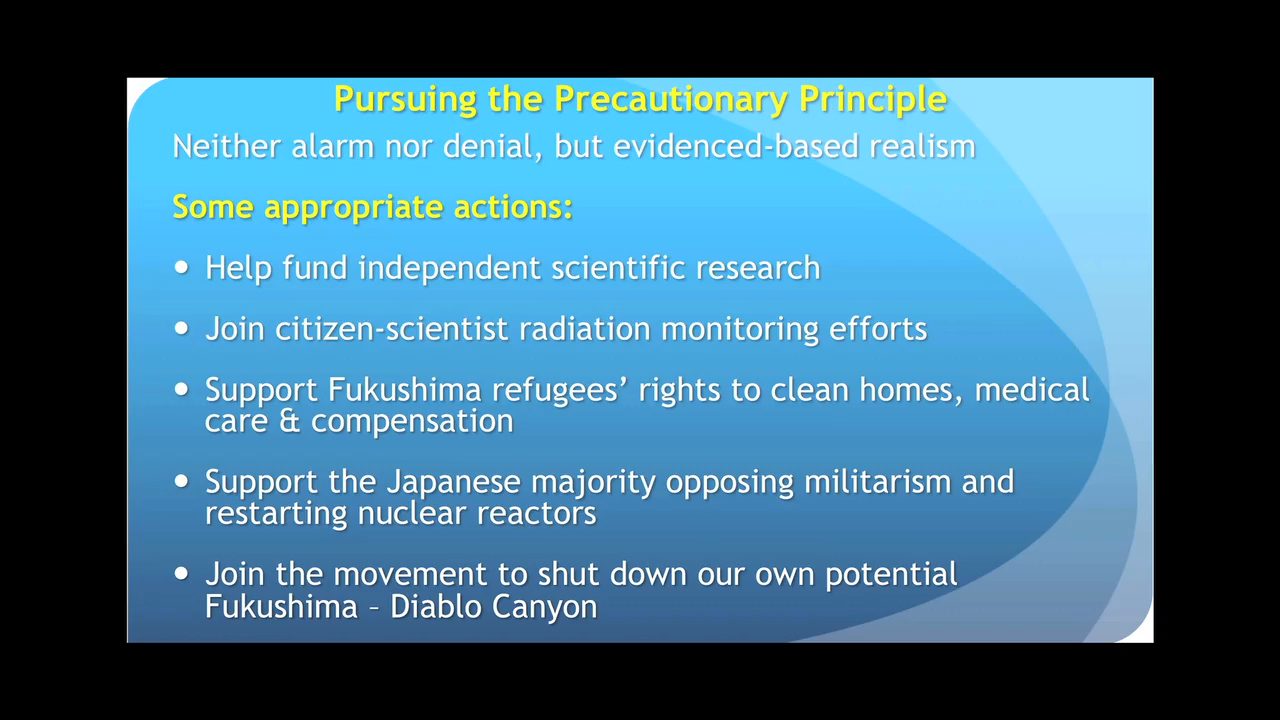 Pursuing the Precautionary Principle
Neither alarm nor denial, but evidenced-based realism
Some appropriate actions:
• Help fund independent scientific research
• Join citizen-scientist radiation monitoring efforts
• Support Fukushima refugees’ rights to clean homes, medical
care & compensation
• Support the Japanese majority opposing militarism and
restarting nuclear reactors
• Join the movement to shut down our own potential
Fukushima – Diablo Canyon